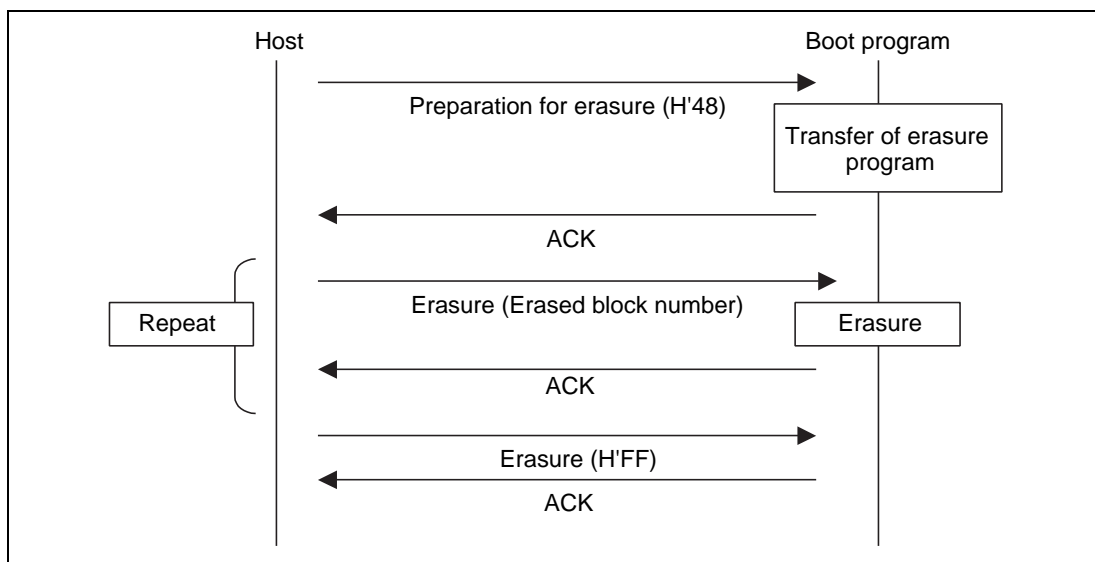 Host
Boot program
Preparation for erasure (H'48)
Transfer of erasure
program
ACK
Erasure (Erased block number)
Repeat
Erasure
ACK
Erasure (H'FF)
ACK